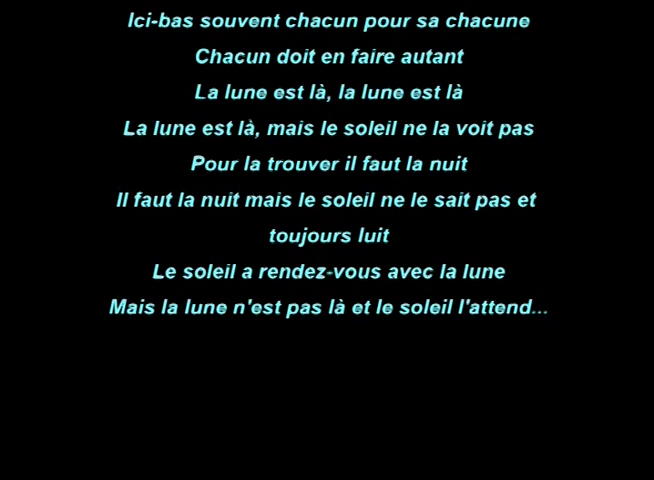 Ici-bas souvent chacun pour sa chacune
Chacun doit en faire autant
La lune est là, la lune est là
La lune est là, mais le soleil ne la voit pas
Pour la trouver il faut la nuit
Il faut la nuit mais le soleil ne le sait pas et
toujours luit
Le soleil a rendez-vous avec la lune
Mais la lune n'est pas là et le soleil l'attend...